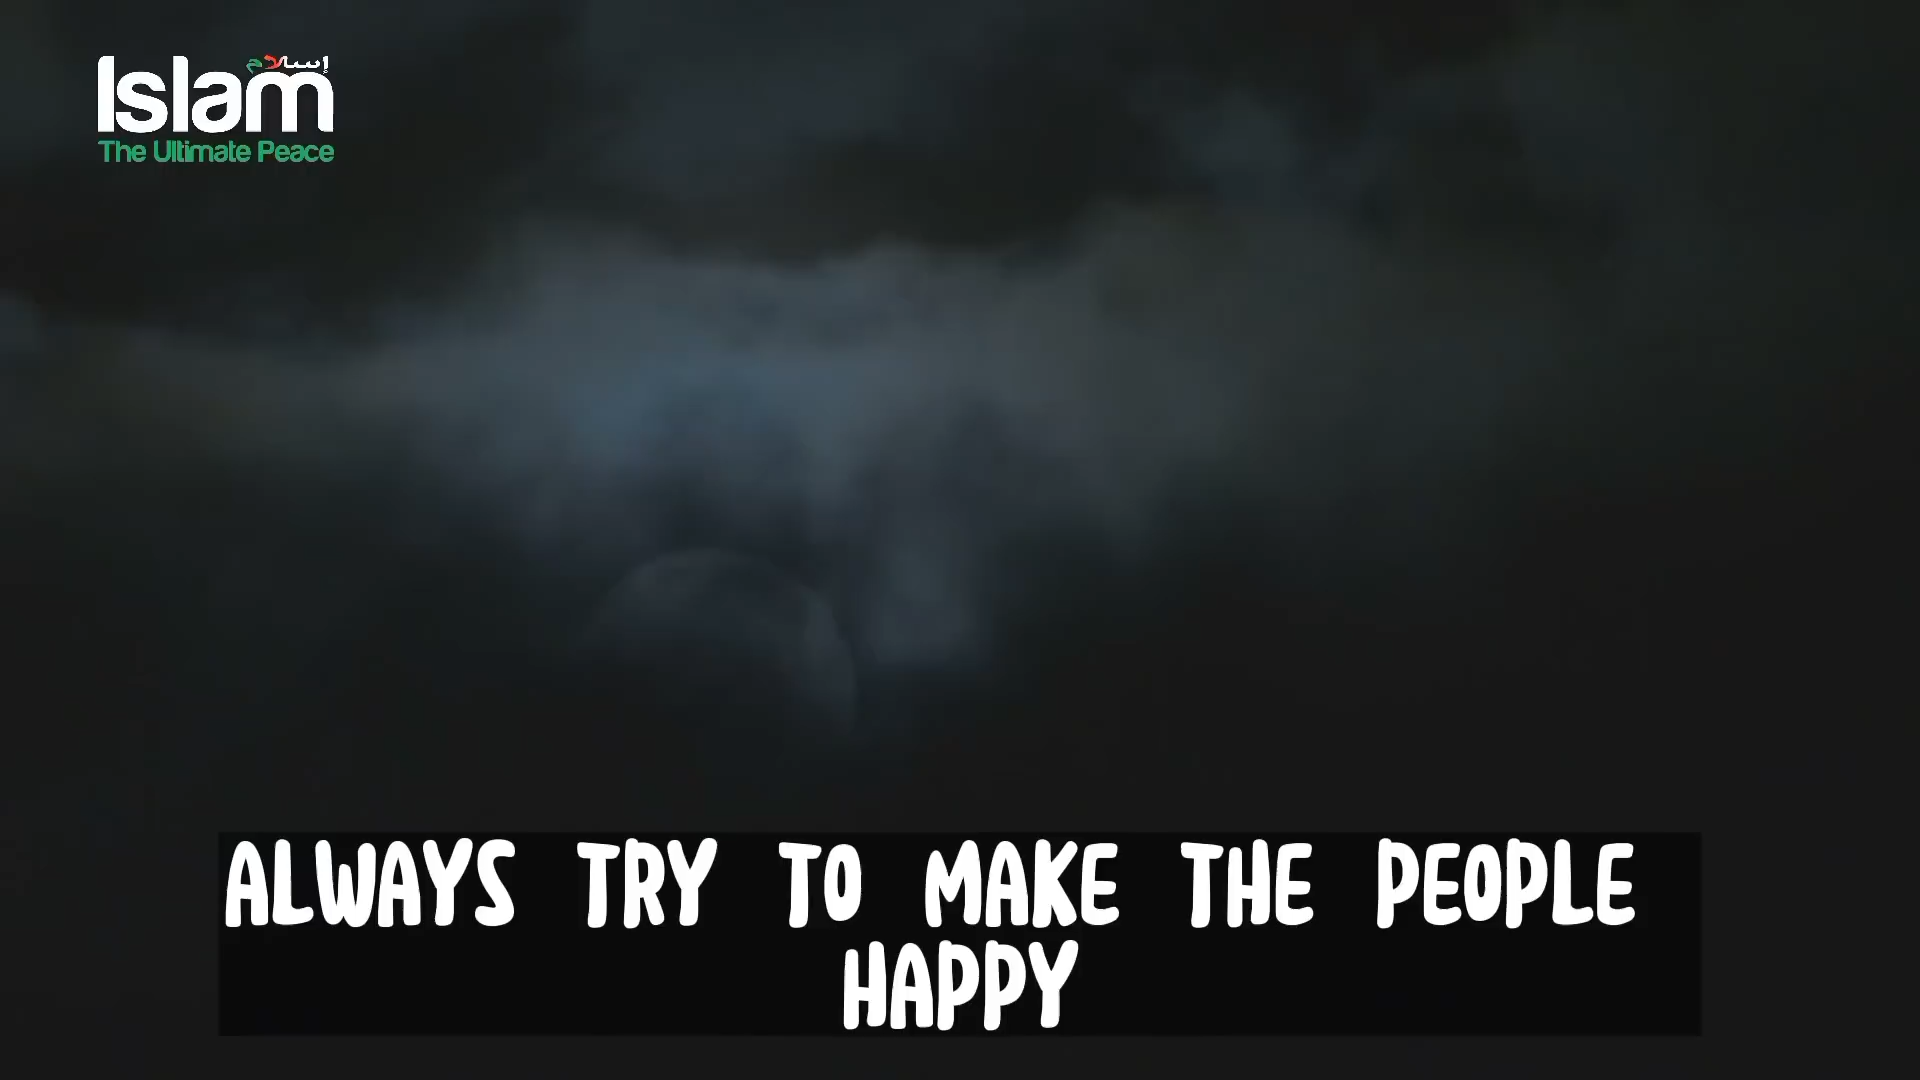 إسلام
Islam
The Ultimate Peace
ALWAYS TRY TO MAKE THE PEOPLE
HAPPY